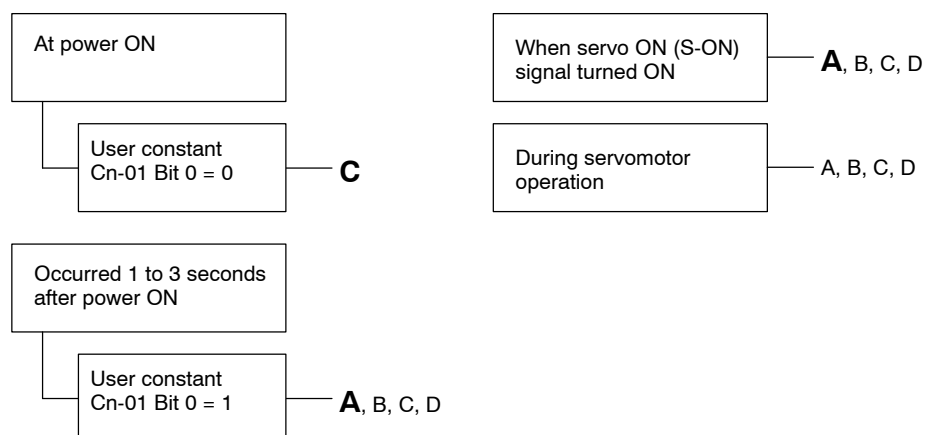 At power ON
User constant
Cn-01 Bit 0 = 0
C
Occurred 1 to 3 seconds
after power ON
User constant
Cn-01 Bit 0 = 1
A, B, C, D
When servo ON (S-ON)
signal turned ON
A, B, C, D
During servomotor
operation
A, B, C, D